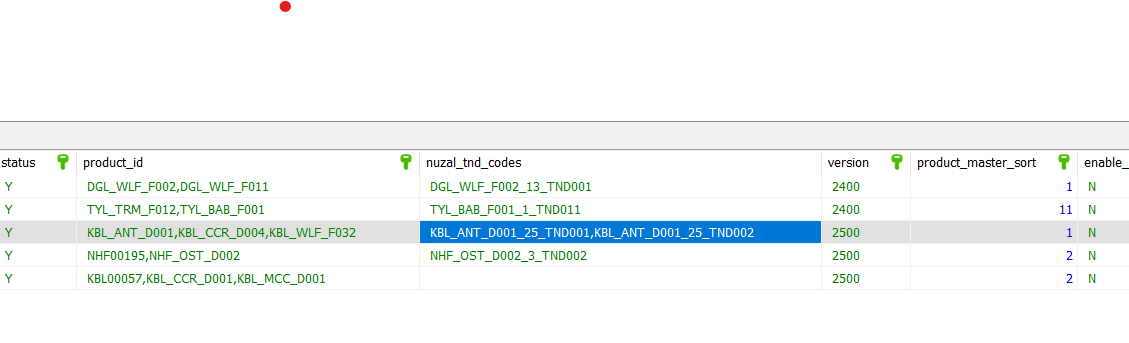 status product_id nuzal_tnd_codes version product_master_sort enable_
Y DGL_WLF_F002,DGL_WLF_F011 DGL_WLF_F002_13_TND001 2400 1 N
Y TYL_TRM_F012,TYL_BAB_F001 TYL_BAB_F001_1_TND011 2400 11 N
Y KBL_ANT_D001,KBL_CCR_D004,KBL_WLF_F032 KBL_ANT_D001_25_TND001,KBL_ANT_D001_25_TND002 2500 1 N
Y NHF00195,NHF_OST_D002 NHF_OST_D002_3_TND002 2500 2 N
Y KBL00057,KBL_CCR_D001,KBL_MCC_D001 2500 2 N